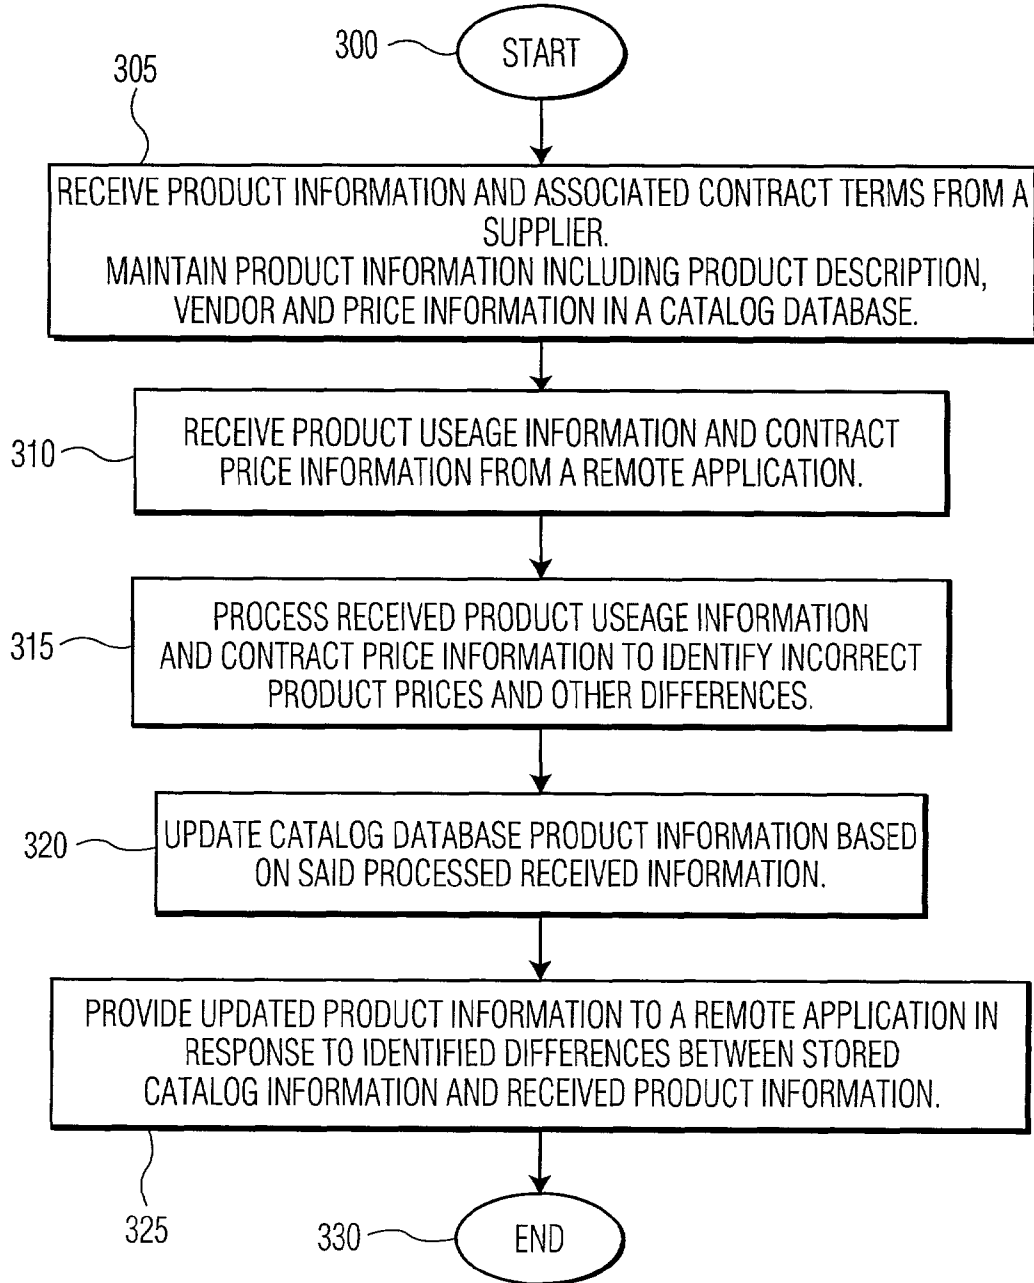 300
START
305
RECEIVE PRODUCT INFORMATION AND ASSOCIATED CONTRACT TERMS FROM A
SUPPLIER.
MAINTAIN PRODUCT INFORMATION INCLUDING PRODUCT DESCRIPTION,
VENDOR AND PRICE INFORMATION IN A CATALOG DATABASE.
310
RECEIVE PRODUCT USEAGE INFORMATION AND CONTRACT
PRICE INFORMATION FROM A REMOTE APPLICATION.
315
PROCESS RECEIVED PRODUCT USEAGE INFORMATION
AND CONTRACT PRICE INFORMATION TO IDENTIFY INCORRECT
PRODUCT PRICES AND OTHER DIFFERENCES.
320
UPDATE CATALOG DATABASE PRODUCT INFORMATION BASED
ON SAID PROCESSED RECEIVED INFORMATION.
PROVIDE UPDATED PRODUCT INFORMATION TO A REMOTE APPLICATION IN
RESPONSE TO IDENTIFIED DIFFERENCES BETWEEN STORED
CATALOG INFORMATION AND RECEIVED PRODUCT INFORMATION.
325
330
END